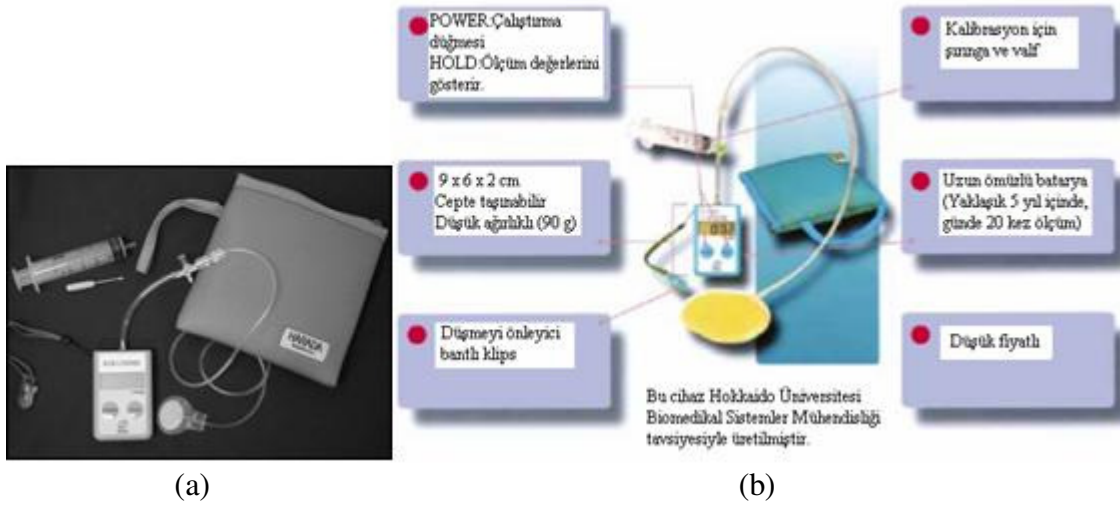 POWER:Çalıştırma
düğmesi
HOLD:Ölçüm değerlerini
gösterir.
Kalibrasyon için
şırınga ve valf
9 x 6 x 2 cm
Cepte taşınabilir
Düşük ağırlıklı (90 g)
Uzun ömürlü batarya
(Yaklaşık 5 yıl içinde,
günde 20 kez ölçüm)
HARADA
Düşmeyi önleyici
bantlı klips
Düşük fiyatlı
Bu cihaz Hokkaido Üniversitesi
Biomedikal Sistemler Mühendisliği
tavsiyesiyle üretilmiştir.
(a)
(b)